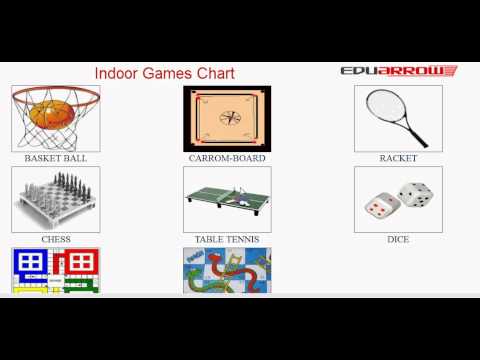 Indoor Games Chart
EDUARROW
BASKET BALL
CARROM-BOARD
RACKET
CHESS
TABLE TENNIS
DICE